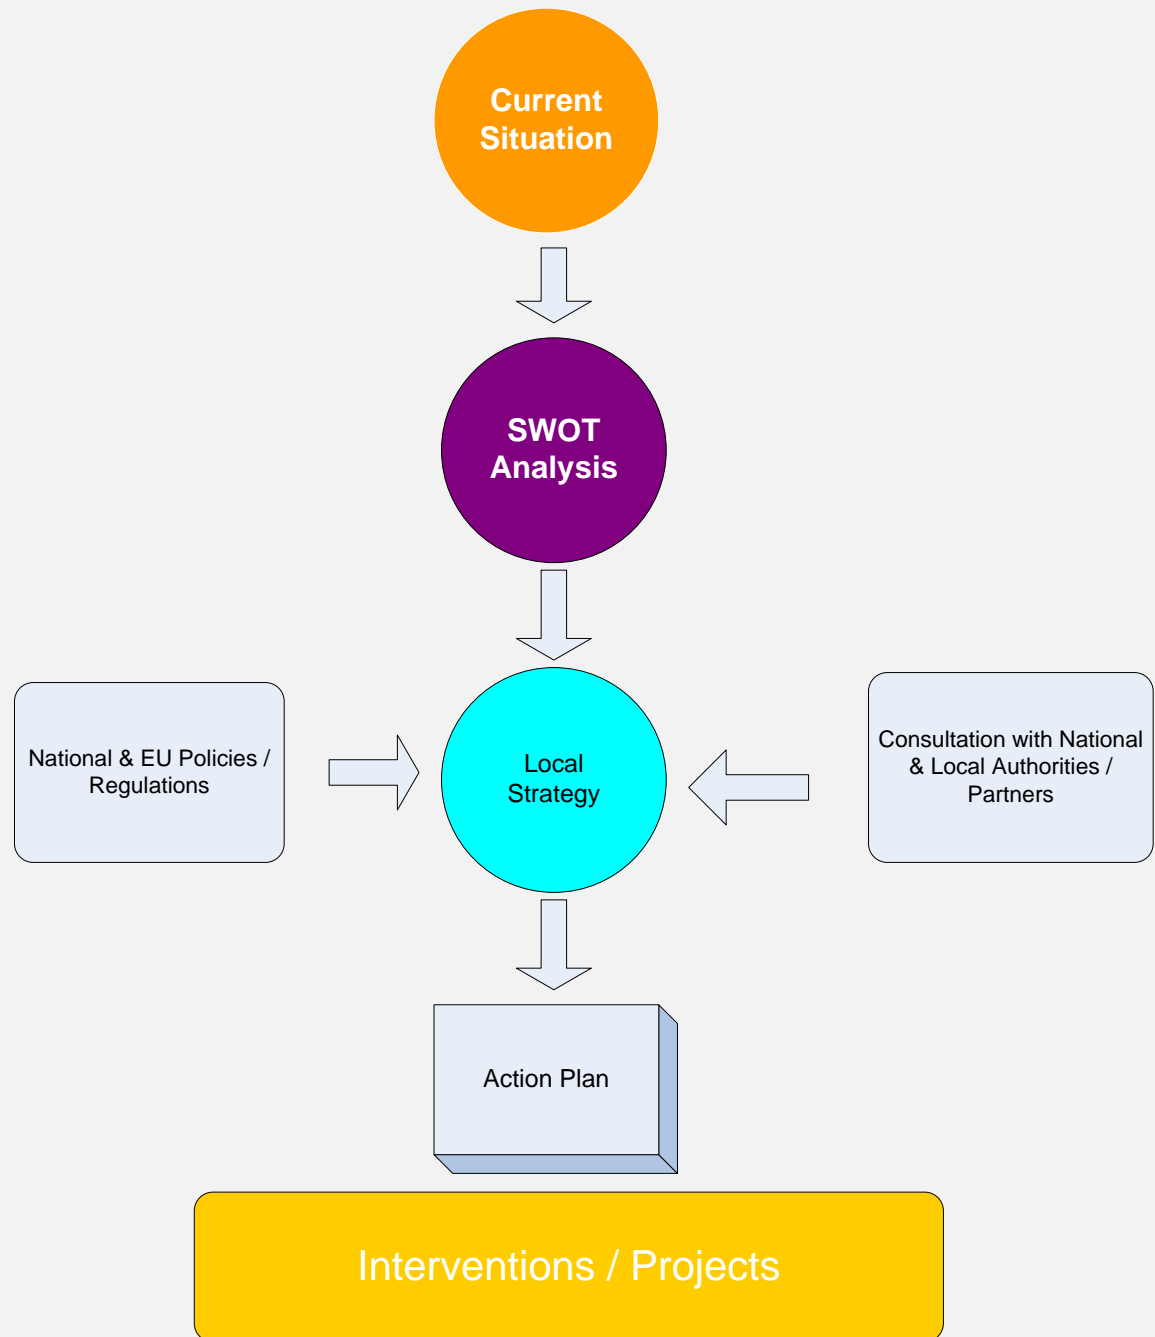 Current
Situation
SWOT
Analysis
National & EU Policies /
Regulations
Local
Strategy
Consultation with National
& Local Authorities /
Partners
Action Plan
Interventions / Projects